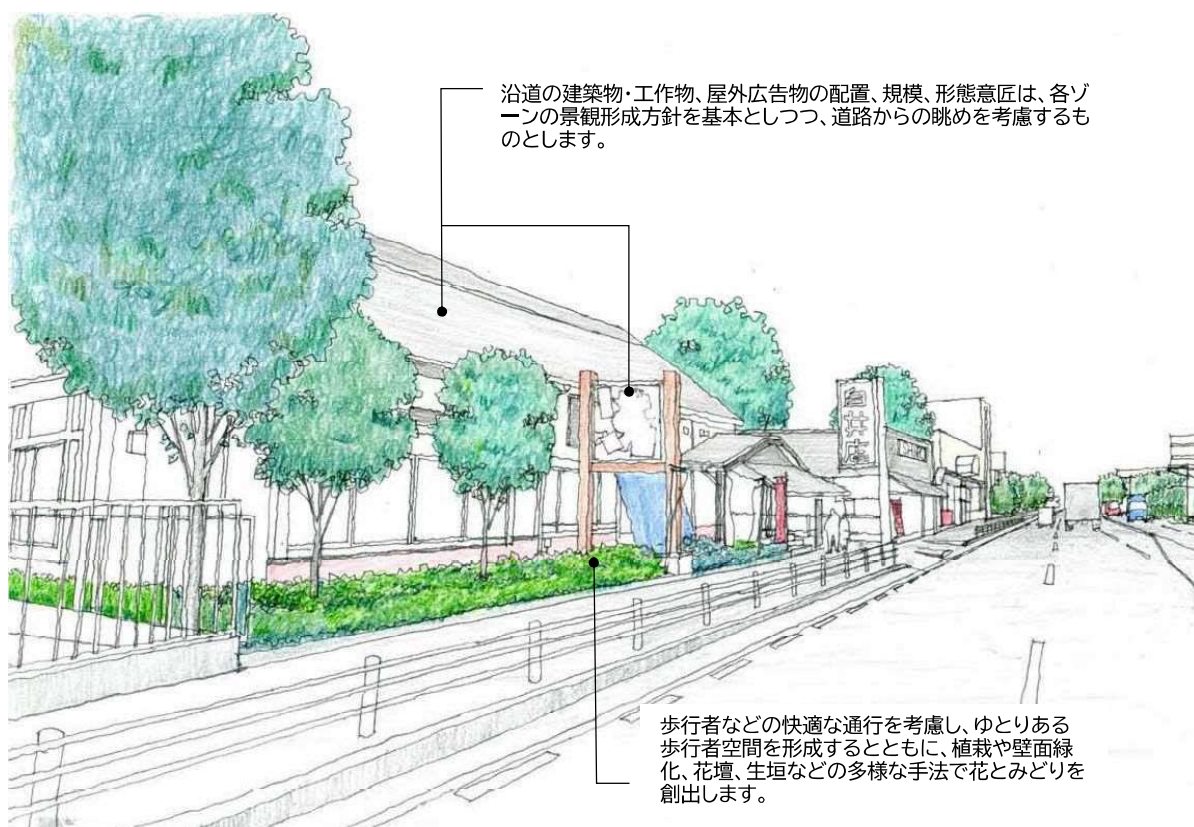 沿道の建築物・工作物、屋外広告物の配置、規模、形態意匠は、各ゾ
ーンの景観形成方針を基本としつつ、道路からの眺めを考慮するも
のとします。
白井店
歩行者などの快適な通行を考慮し、ゆとりある
歩行者空間を形成するとともに、植栽や壁面緑
化、花壇、生垣などの多様な手法で花とみどりを
創出します。